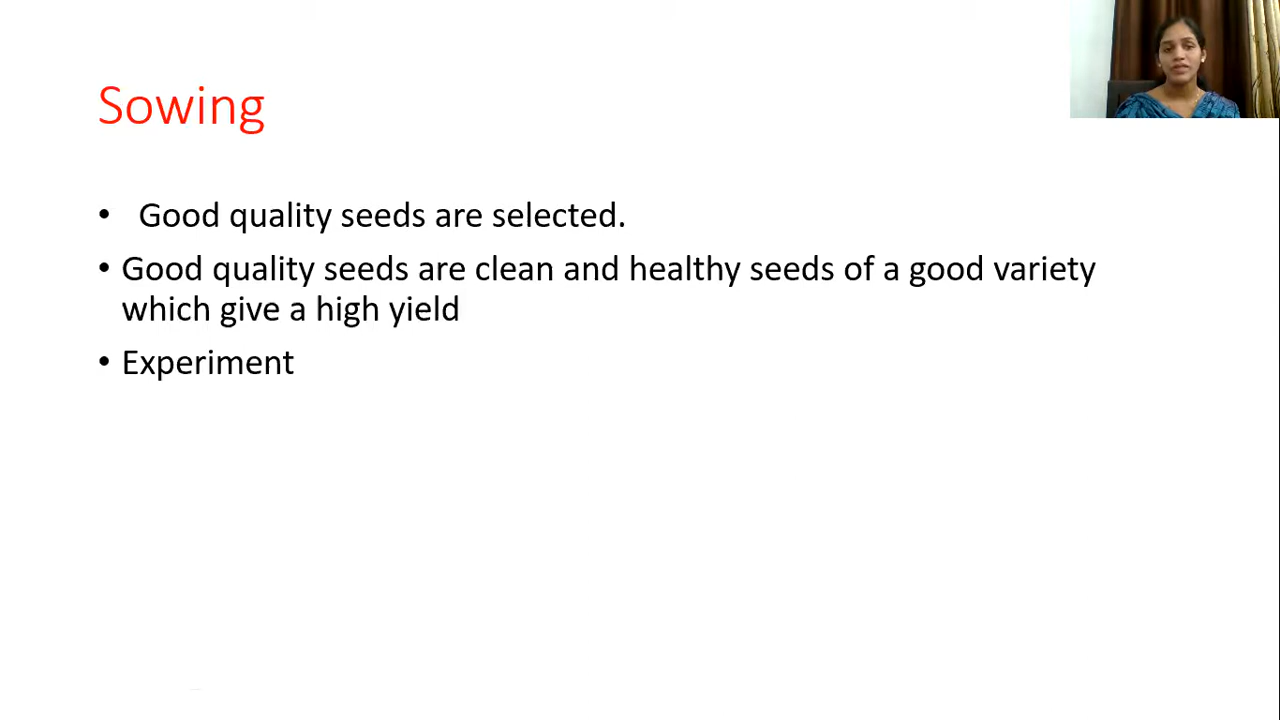 Sowing
• Good quality seeds are selected.
• Good quality seeds are clean and healthy seeds of a good variety
which give a high yield
• Experiment